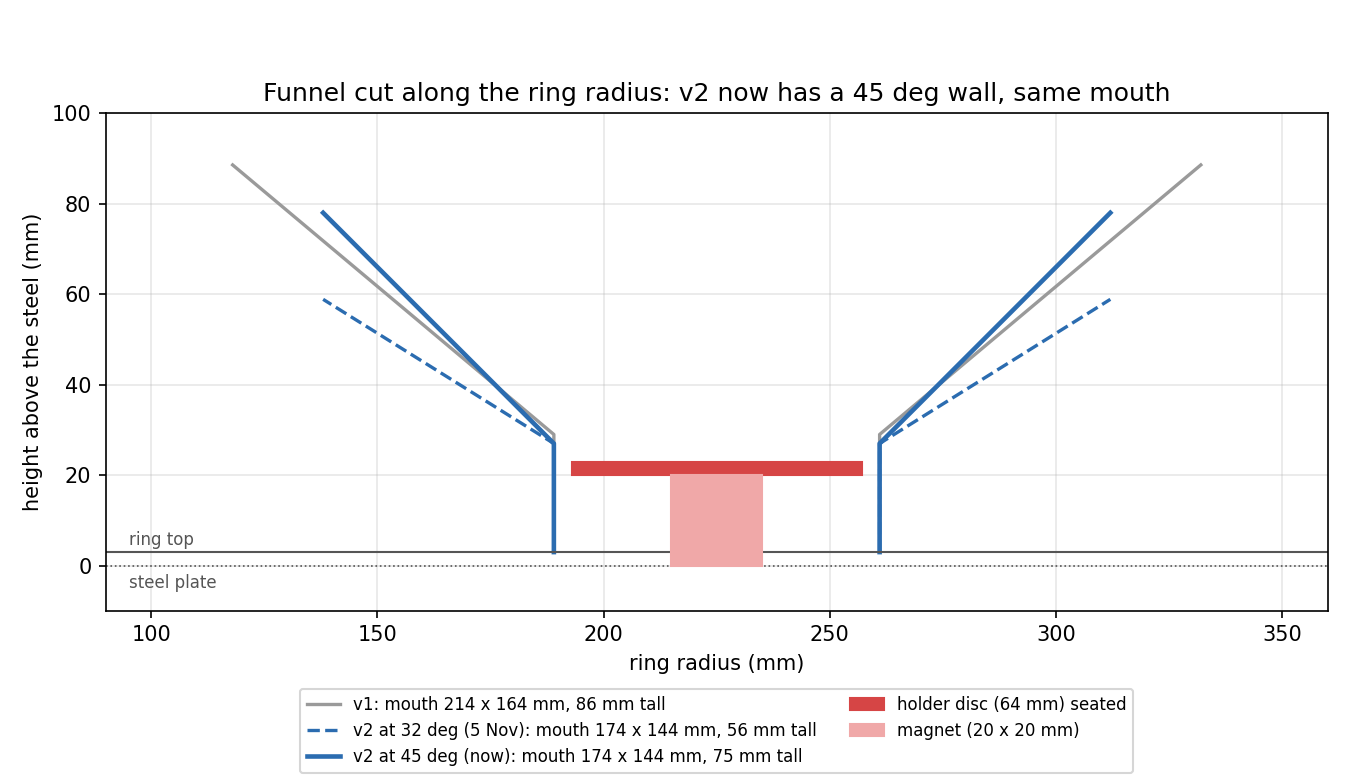 Funnel cut along the ring radius: v2 now has a 45 deg wall, same mouth
100
80
60
40
20
0
height above the steel (mm)
ring top
steel plate
100
150
200
250
300
350
ring radius (mm)
v1: mouth 214 x 164 mm, 86 mm tall
v2 at 32 deg (5 Nov): mouth 174 x 144 mm, 56 mm tall
v2 at 45 deg (now): mouth 174 x 144 mm, 75 mm tall
holder disc (64 mm) seated
magnet (20 x 20 mm)